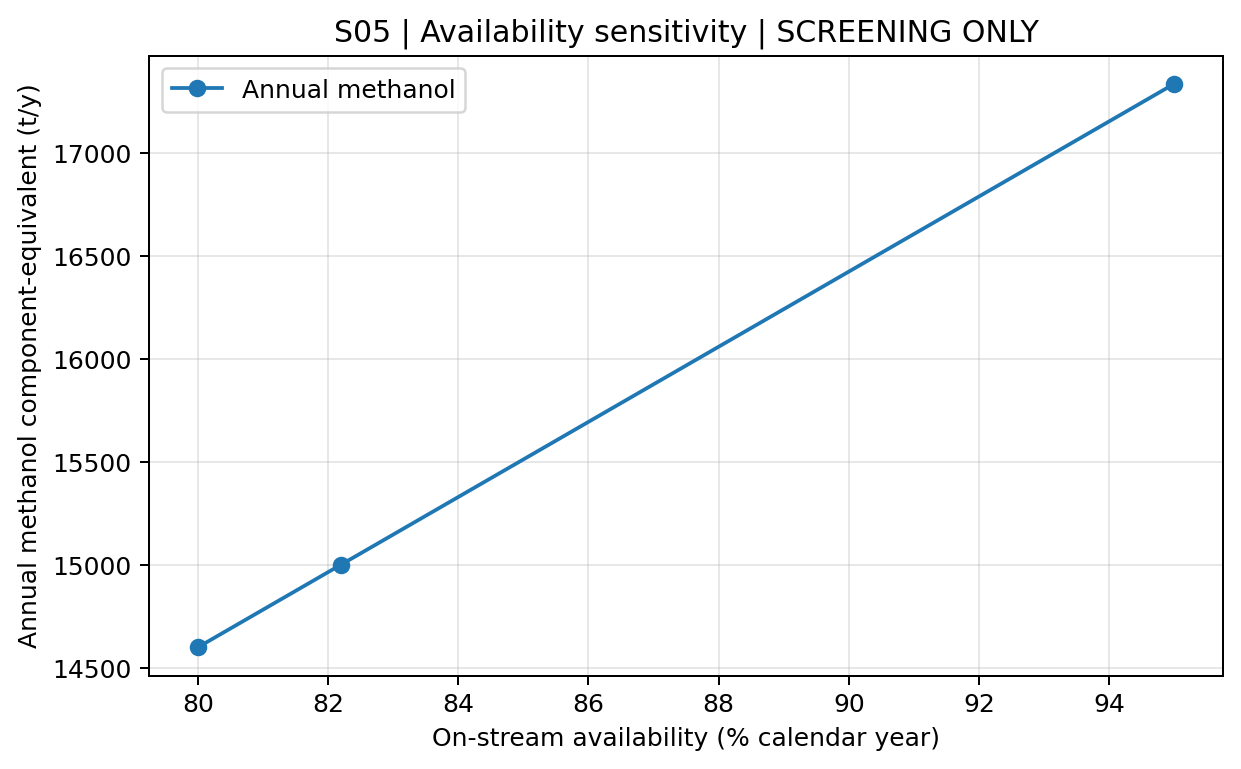 S05 | Availability sensitivity | SCREENING ONLY
Annual methanol
Annual methanol component-equivalent (t/y)
17000
16500
16000
15500
15000
14500
80 82 84 86 88 90 92 94
On-stream availability (% calendar year)